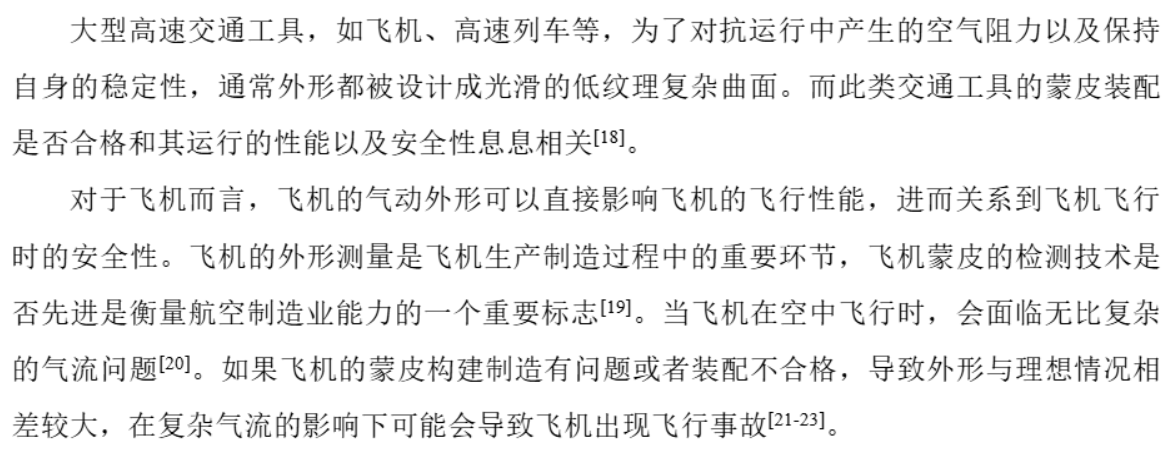 大型高速交通工具，如飞机、高速列车等，为了对抗运行中产生的空气阻力以及保持
自身的稳定性，通常外形都被设计成光滑的低纹理复杂曲面。而此类交通工具的蒙皮装配
是否合格和其运行的性能以及安全性息息相关[18]。
对于飞机而言，飞机的气动外形可以直接影响飞机的飞行性能，进而关系到飞机飞行
时的安全性。飞机的外形测量是飞机生产制造过程中的重要环节，飞机蒙皮的检测技术是
否先进是衡量航空制造业能力的一个重要标志[19]。当飞机在空中飞行时，会面临无比复杂
的气流问题[20]。如果飞机的蒙皮构建制造有问题或者装配不合格，导致外形与理想情况相
差较大，在复杂气流的影响下可能会导致飞机出现飞行事故[21-23]。